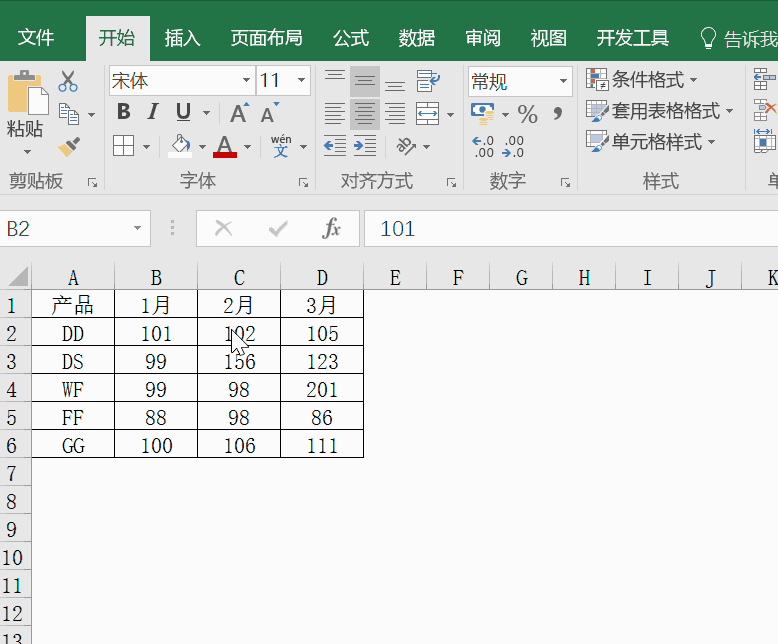 文件 开始 插入 页面布局 公式 数据 审阅 视图 开发工具 告诉我
宋体 11 常规 条件格式
粘贴 B I U A A % , 套用表格格式
A wén 文 .0 .00 .00 .0 单元格样式
剪贴板 字体 对齐方式 数字 样式
B2 fx 101
A B C D E F G H I J K
1 产品 1月 2月 3月
2 DD 101 102 105
3 DS 99 156 123
4 WF 99 98 201
5 FF 88 98 86
6 GG 100 106 111
7
8
9
10
11
12
13